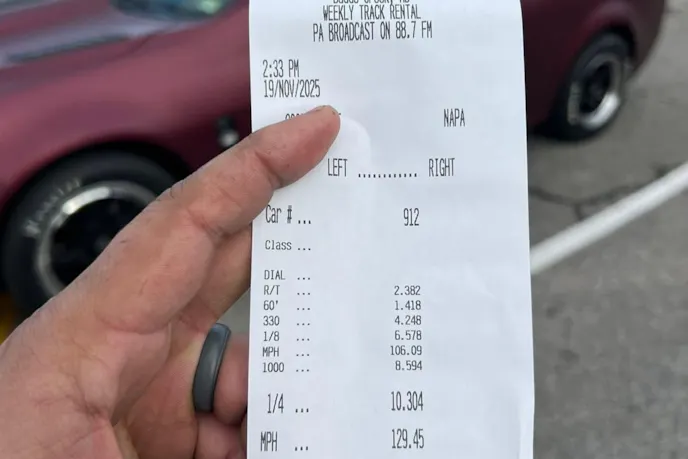 WEEKLY TRACK RENTAL
PA BROADCAST ON 88.7 FM
2:33 PM
19/NOV/2025
NAPA
LEFT ............ RIGHT
Car # ... 912
Class ...
DIAL ...
R/T ... 2.382
60' ... 1.418
330 ... 4.248
1/8 ... 6.578
MPH ... 106.09
1000 ... 8.594
1/4 ... 10.304
MPH ... 129.45